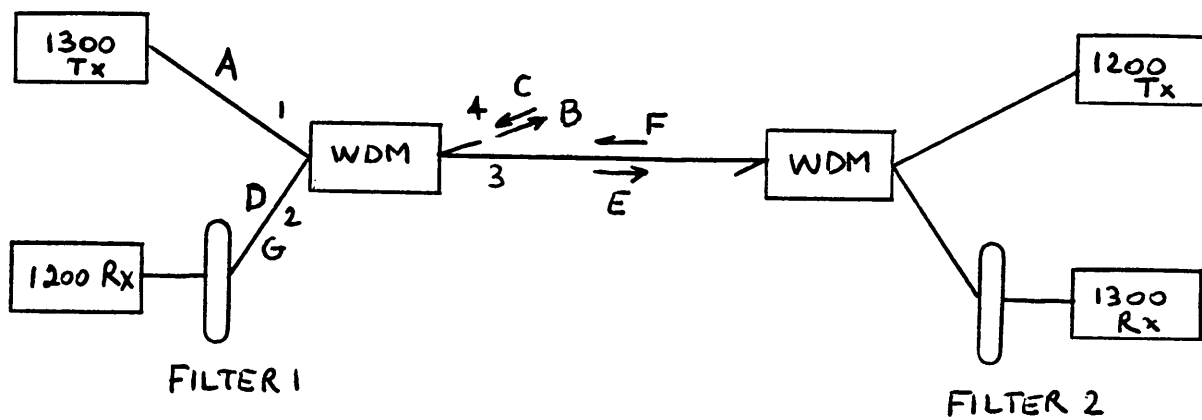 1300
Tx
A
1
WDM
D
2
G
1200 Rx
FILTER 1
4
C
B
F
3
E
WDM
1200
Tx
1300
Rx
FILTER 2